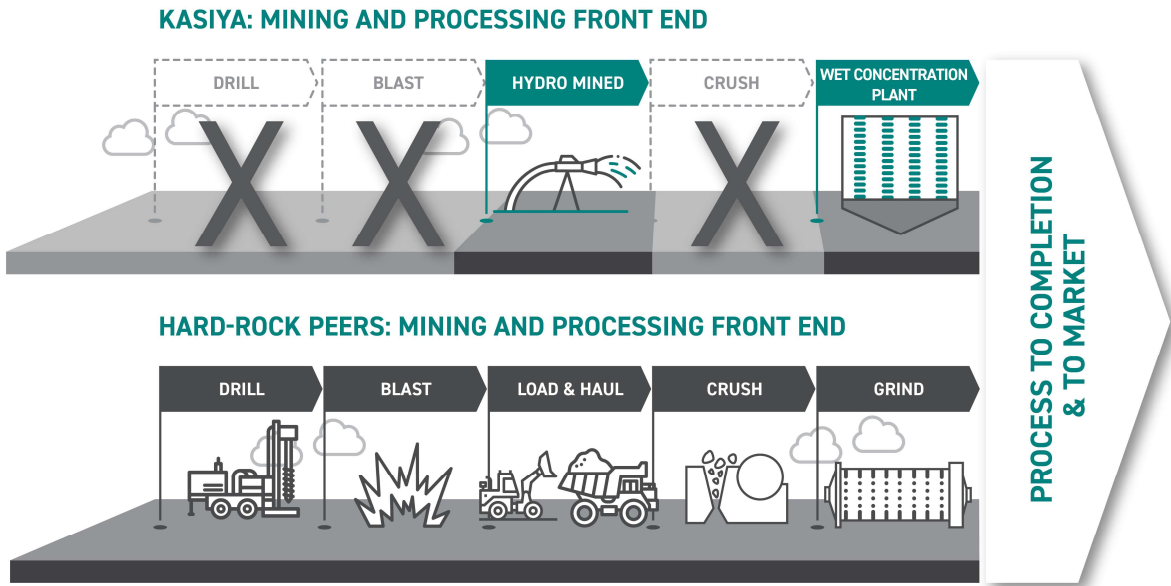 KASIYA: MINING AND PROCESSING FRONT END
DRILL
BLAST
HYDRO MINED
CRUSH
WET CONCENTRATION
PLANT
HARD-ROCK PEERS: MINING AND PROCESSING FRONT END
DRILL
BLAST
LOAD & HAUL
CRUSH
GRIND
PROCESS TO COMPLETION
& TO MARKET